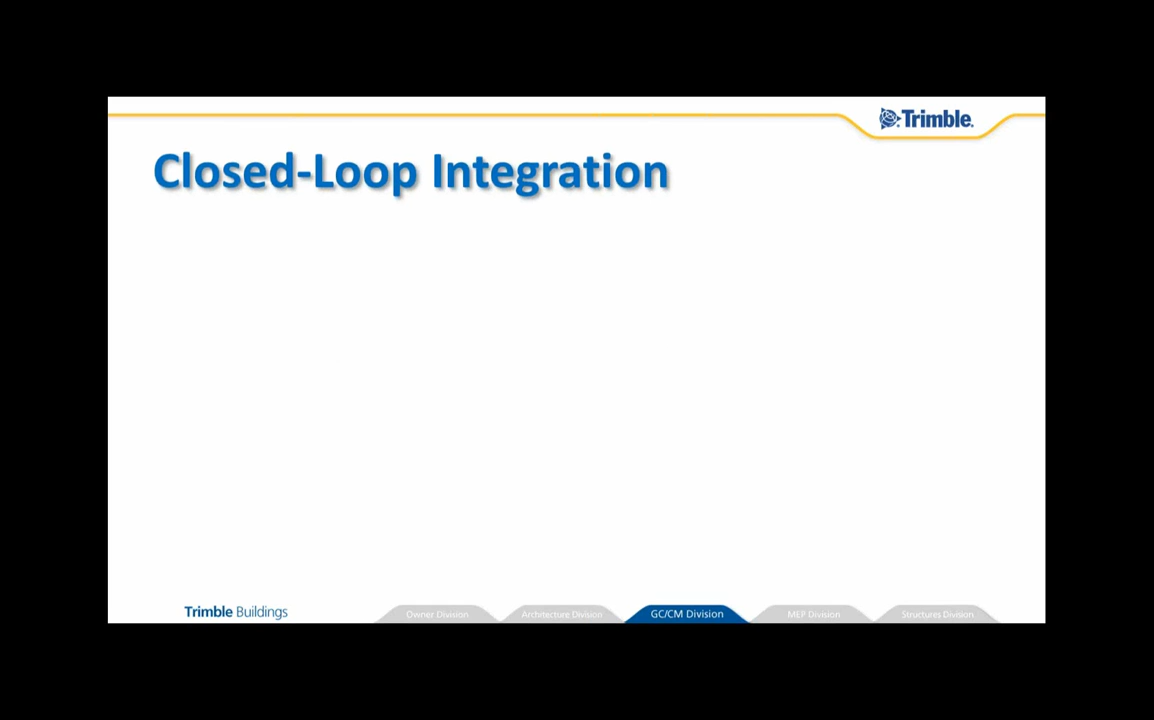 Trimble.
Closed-Loop Integration
Trimble Buildings
Owner Division
Architecture Division
GC/CM Division
MEP Division
Structures Division